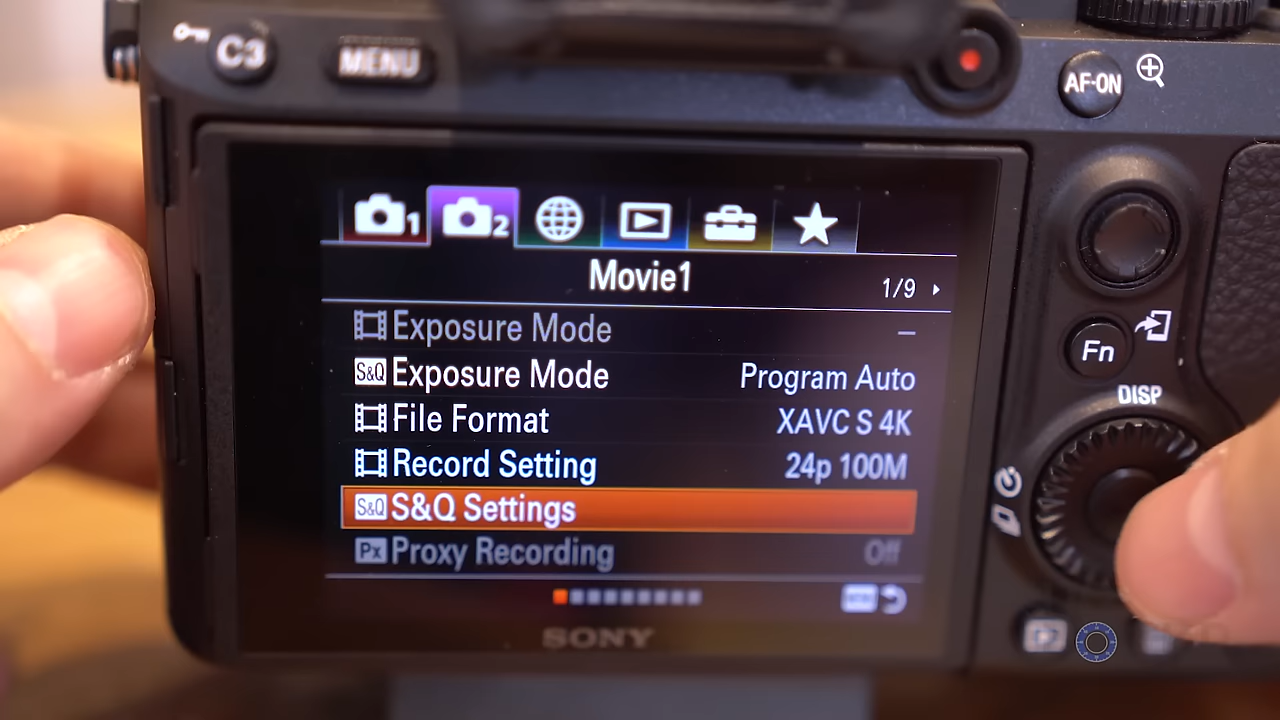 C3
MENU
AF-ON
1
2
Movie1
1/9
Exposure Mode –
S&Q Exposure Mode Program Auto
File Format XAVC S 4K
Record Setting 24p 100M
S&Q S&Q Settings
Px Proxy Recording Off
SONY
Fn
DISP